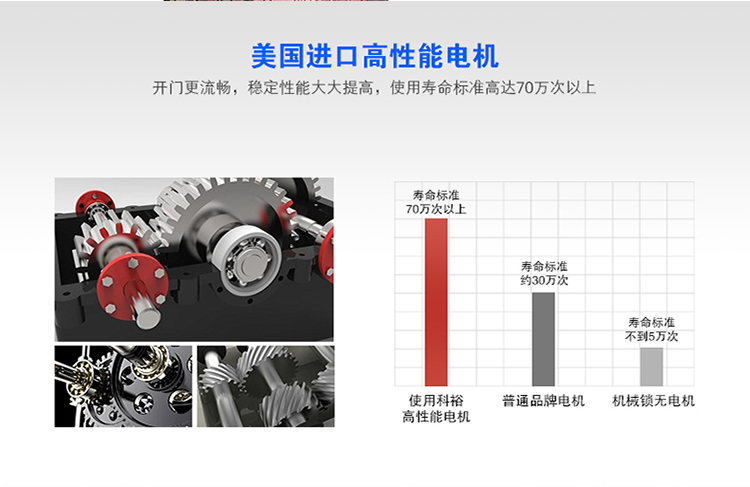 美国进口高性能电机
开门更流畅，稳定性能大大提高，使用寿命标准高达70万次以上
寿命标准
70万次以上
寿命标准
约30万次
寿命标准
不到5万次
使用科裕
高性能电机
普通品牌电机
机械锁无电机